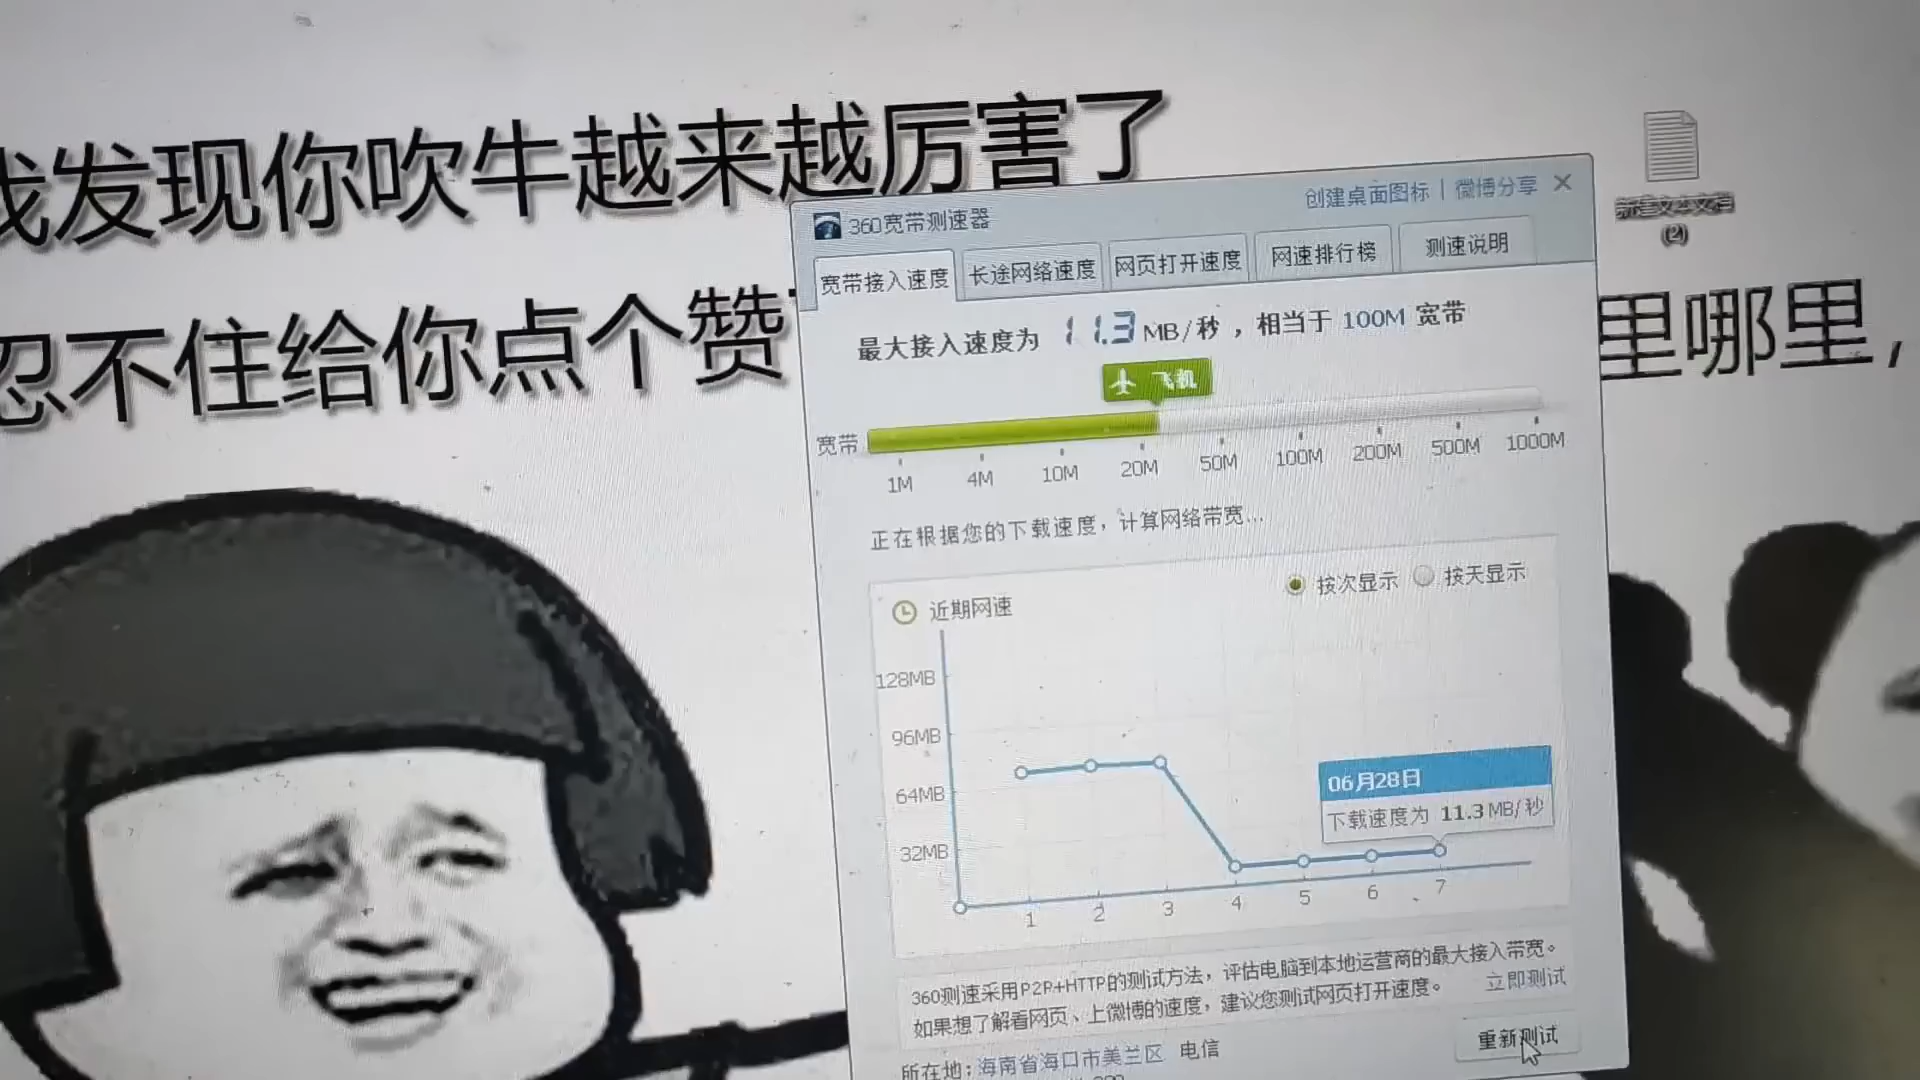 我发现你吹牛越来越厉害了
忍不住给你点个赞
里哪里,
新建文本文档
(2)
创建桌面图标 | 微博分享
360宽带测速器
宽带接入速度 长途网络速度 网页打开速度 网速排行榜 测速说明
最大接入速度为 11.3 MB/秒 ，相当于 100M 宽带
飞机
宽带
1M 4M 10M 20M 50M 100M 200M 500M 1000M
正在根据您的下载速度，计算网络带宽...
按次显示 按天显示
近期网速
128MB
96MB
64MB
32MB
06月28日
下载速度为 11.3MB/秒
1 2 3 4 5 6 7
360测速采用P2P+HTTP的测试方法，评估电脑到本地运营商的最大接入带宽。
如果想了解看网页、上微博的速度，建议您测试网页打开速度。 立即测试
所在地：海南省海口市美兰区 电信
重新测试